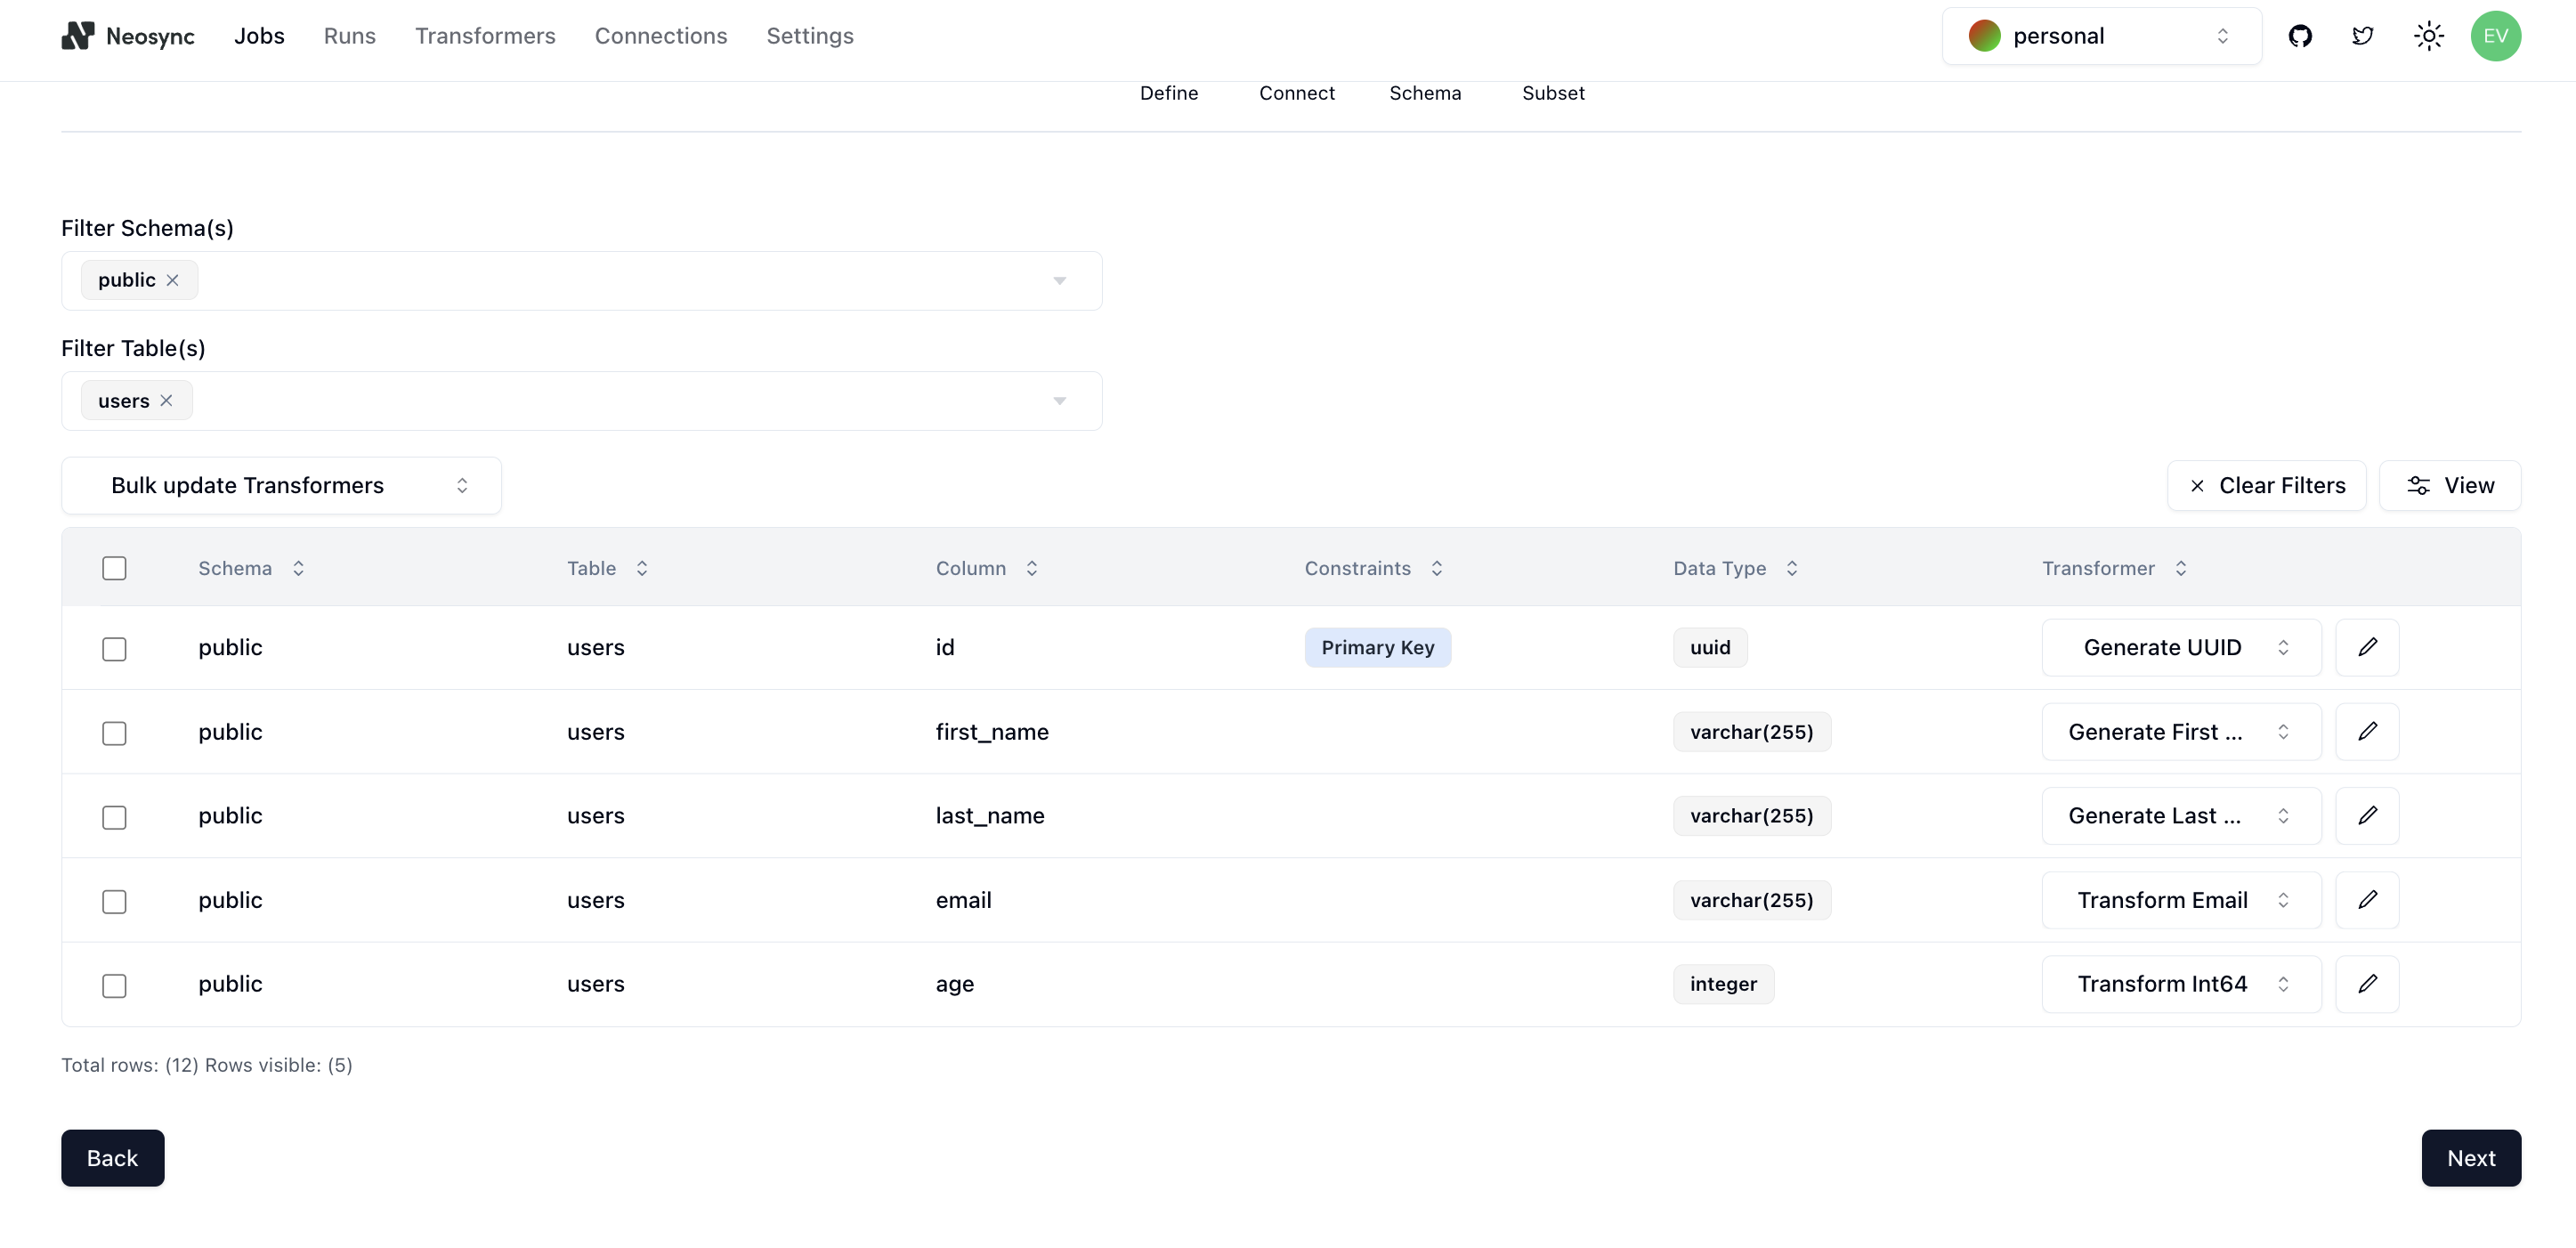 Neosync Jobs Runs Transformers Connections Settings personal EV
Define Connect Schema Subset
Filter Schema(s)
public
Filter Table(s)
users
Bulk update Transformers Clear Filters View
Schema Table Column Constraints Data Type Transformer
public users id Primary Key uuid Generate UUID
public users first_name varchar(255) Generate First ...
public users last_name varchar(255) Generate Last ...
public users email varchar(255) Transform Email
public users age integer Transform Int64
Total rows: (12) Rows visible: (5)
Back Next